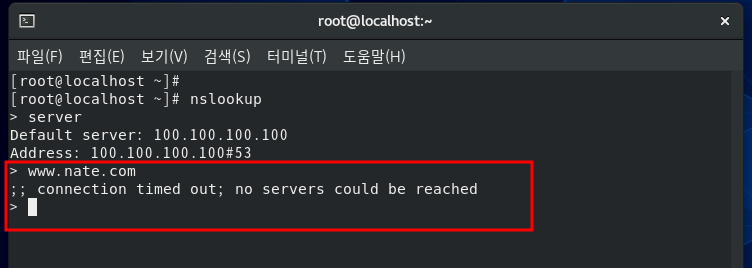 root@localhost:~
파일(F) 편집(E) 보기(V) 검색(S) 터미널(T) 도움말(H)
[root@localhost ~]#
[root@localhost ~]# nslookup
> server
Default server: 100.100.100.100
Address: 100.100.100.100#53
> www.nate.com
;; connection timed out; no servers could be reached
>